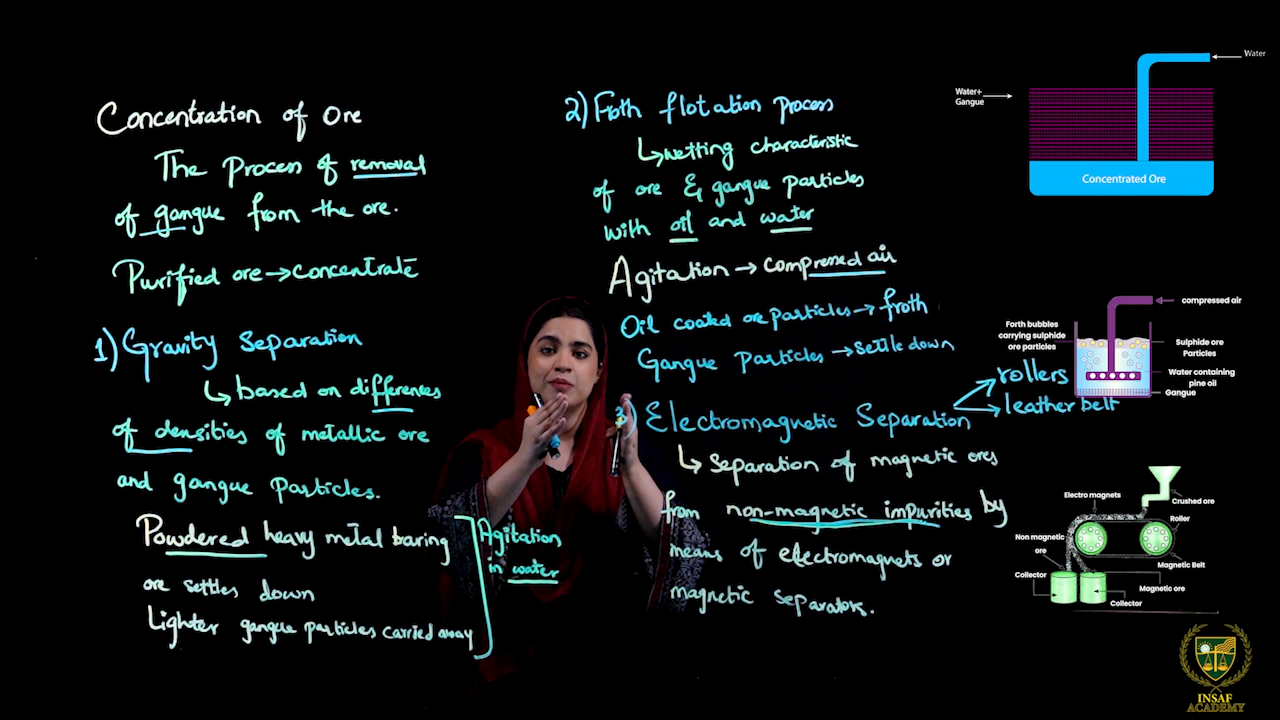 Concentration of Ore
The Process of removal
of gangue from the ore.
Purified ore → concentrate
1) Gravity Separation
↳ based on differences
of densities of metallic ore
and gangue Particles.
Powdered heavy metal baring
ore settles down
Lighter gangue particles carried away
Agitation
in water
2) Froth flotation process
↳ wetting characteristic
of ore & gangue particles
with oil and water
Agitation → compressed air
Oil coated ore particles → froth
Gangue Particles → settle down
3) Electromagnetic Separation
→ rollers
→ leather belt
↳ Separation of magnetic ores
from non-magnetic impurities by
means of electromagnets or
magnetic separators.
Water
Water+
Gangue
Concentrated Ore
compressed air
Forth bubbles
carrying sulphide
ore particles
Sulphide ore
Particles
Water containing
pine oil
Gangue
Electro magnets
Crushed ore
Roller
Non magnetic
ore
Magnetic Belt
Collector
Magnetic ore
Collector
INSAF
ACADEMY